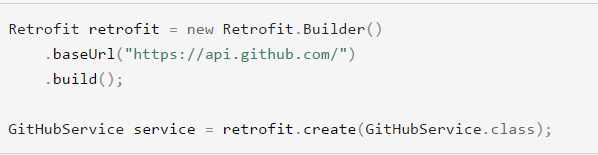 Retrofit retrofit = new Retrofit.Builder()
    .baseUrl("https://api.github.com/")
    .build();

GitHubService service = retrofit.create(GitHubService.class);